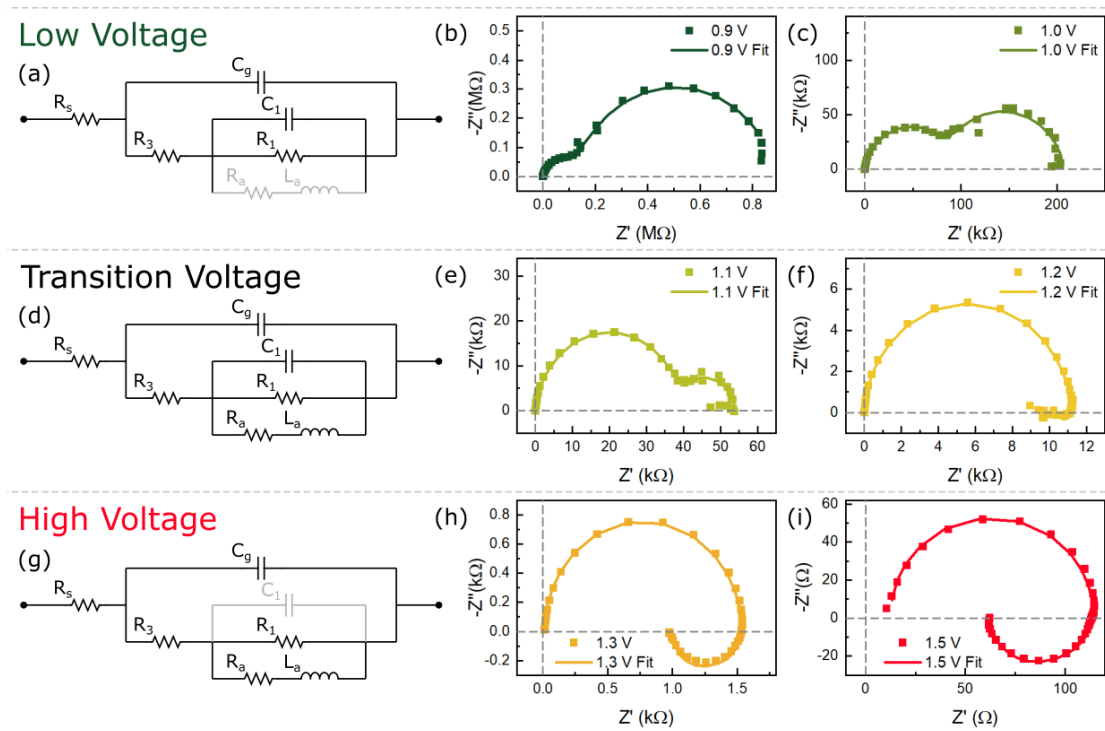 Low Voltage
(a)
Rs
Cg
C1
R3
R1
Ra
La
(b)
0.9 V
0.9 V Fit
-Z''(MΩ)
0.5
0.4
0.3
0.2
0.1
0.0
0.0 0.2 0.4 0.6 0.8
Z' (MΩ)
(c)
1.0 V
1.0 V Fit
-Z''(kΩ)
100
50
0
0 100 200
Z' (kΩ)
Transition Voltage
(d)
Rs
Cg
C1
R3
R1
Ra
La
(e)
1.1 V
1.1 V Fit
-Z''(kΩ)
30
20
10
0
0 10 20 30 40 50 60
Z' (kΩ)
(f)
1.2 V
1.2 V Fit
-Z''(kΩ)
6
4
2
0
0 2 4 6 8 10 12
Z' (kΩ)
High Voltage
(g)
Rs
Cg
C1
R3
R1
Ra
La
(h)
-Z''(kΩ)
0.8
0.6
0.4
0.2
0.0
-0.2
1.3 V
1.3 V Fit
0.0 0.5 1.0 1.5
Z' (kΩ)
(i)
-Z''(Ω)
60
40
20
0
-20
1.5 V
1.5 V Fit
0 50 100
Z' (Ω)